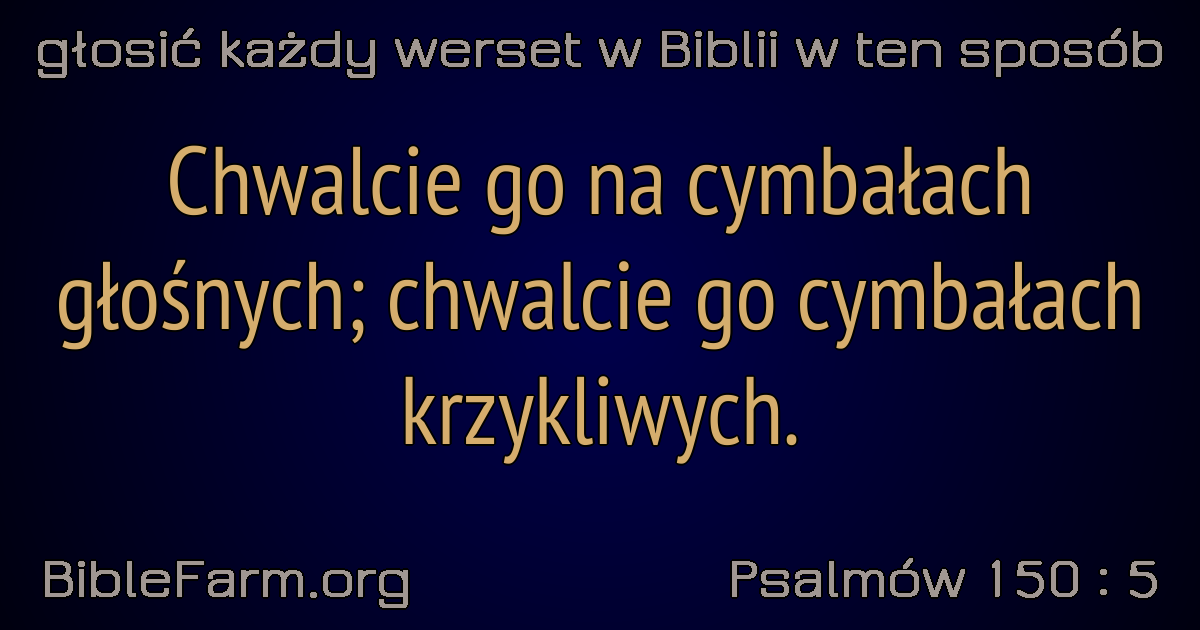 głosić każdy werset w Biblii w ten sposób
Chwalcie go na cymbałach
głośnych; chwalcie go cymbałach
krzykliwych.
BibleFarm.org
Psalmów 150 : 5